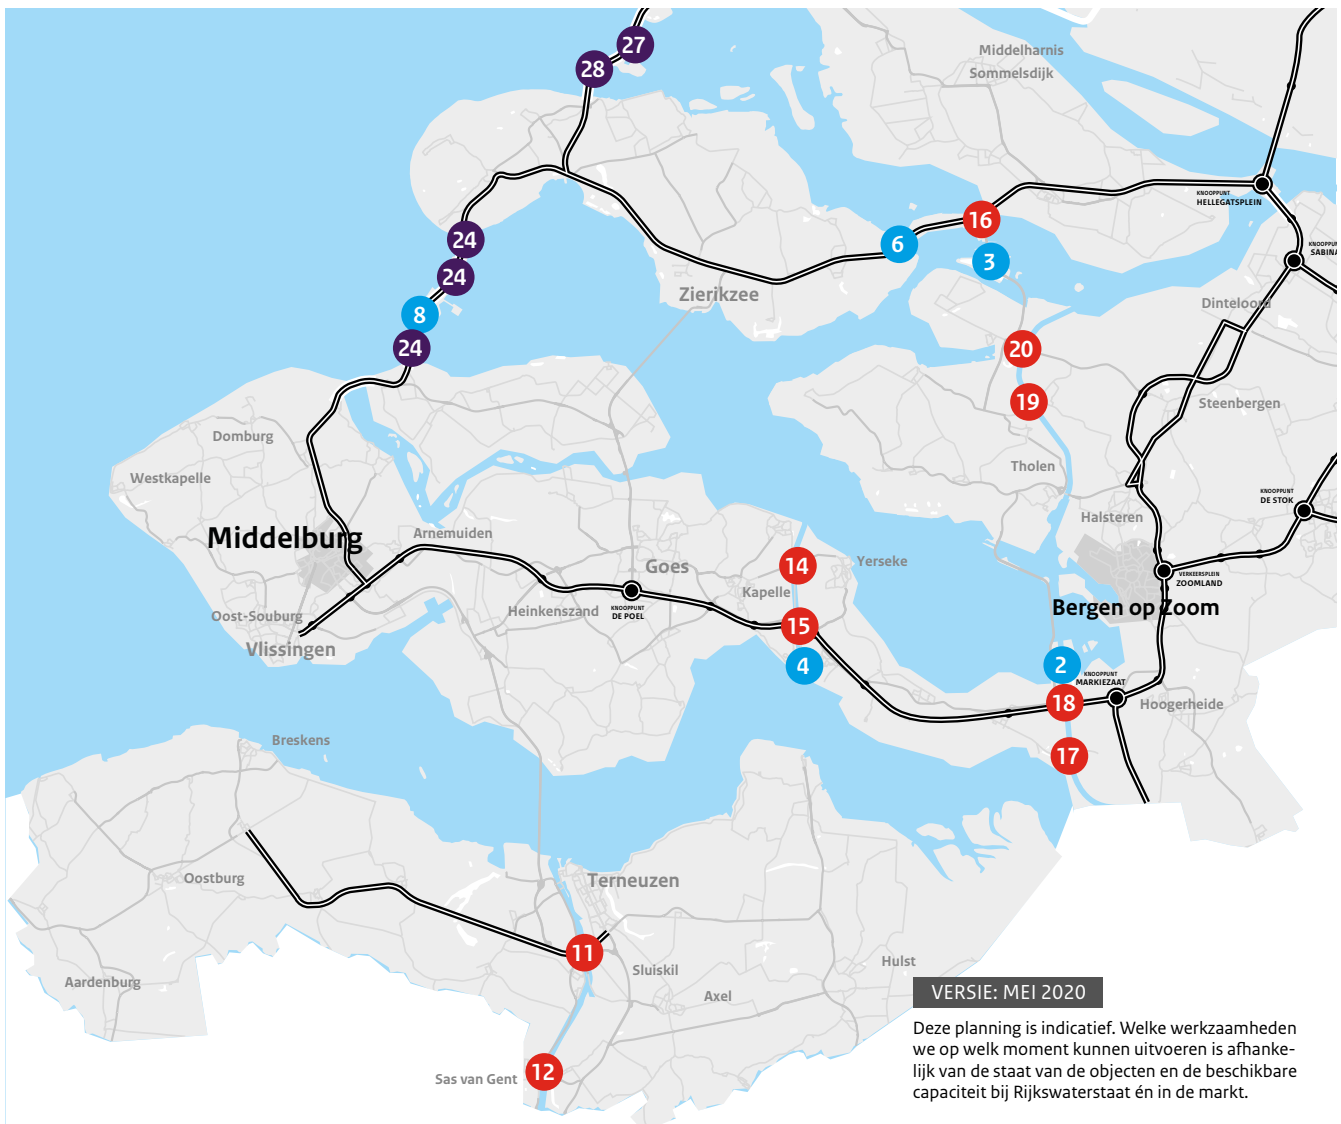 27
28
Middelharnis
Sommelsdijk
KNOOPPUNT
HELLEGATSPLEIN
16
24
6
KNOOPPUNT
SABINA
3
24
Zierikzee
Dinteloord
8
24
20
19
Steenbergen
Domburg
Tholen
Westkapelle
KNOOPPUNT
DE STOK
Halsteren
Middelburg
Arnemuiden
14
Goes
Yerseke
VERKEERSPLEIN
ZOOMLAND
Kapelle
Heinkenszand
KNOOPPUNT
DE POEL
Bergen op Zoom
Oost-Souburg
15
Vlissingen
4
2
KNOOPPUNT
MARKIEZAAT
18
Hoogerheide
Breskens
17
Oostburg
Terneuzen
11
Sluiskil
Hulst
Aardenburg
Axel
Sas van Gent
12
VERSIE: MEI 2020
Deze planning is indicatief. Welke werkzaamheden
we op welk moment kunnen uitvoeren is afhanke-
lijk van de staat van de objecten en de beschikbare
capaciteit bij Rijkswaterstaat én in de markt.